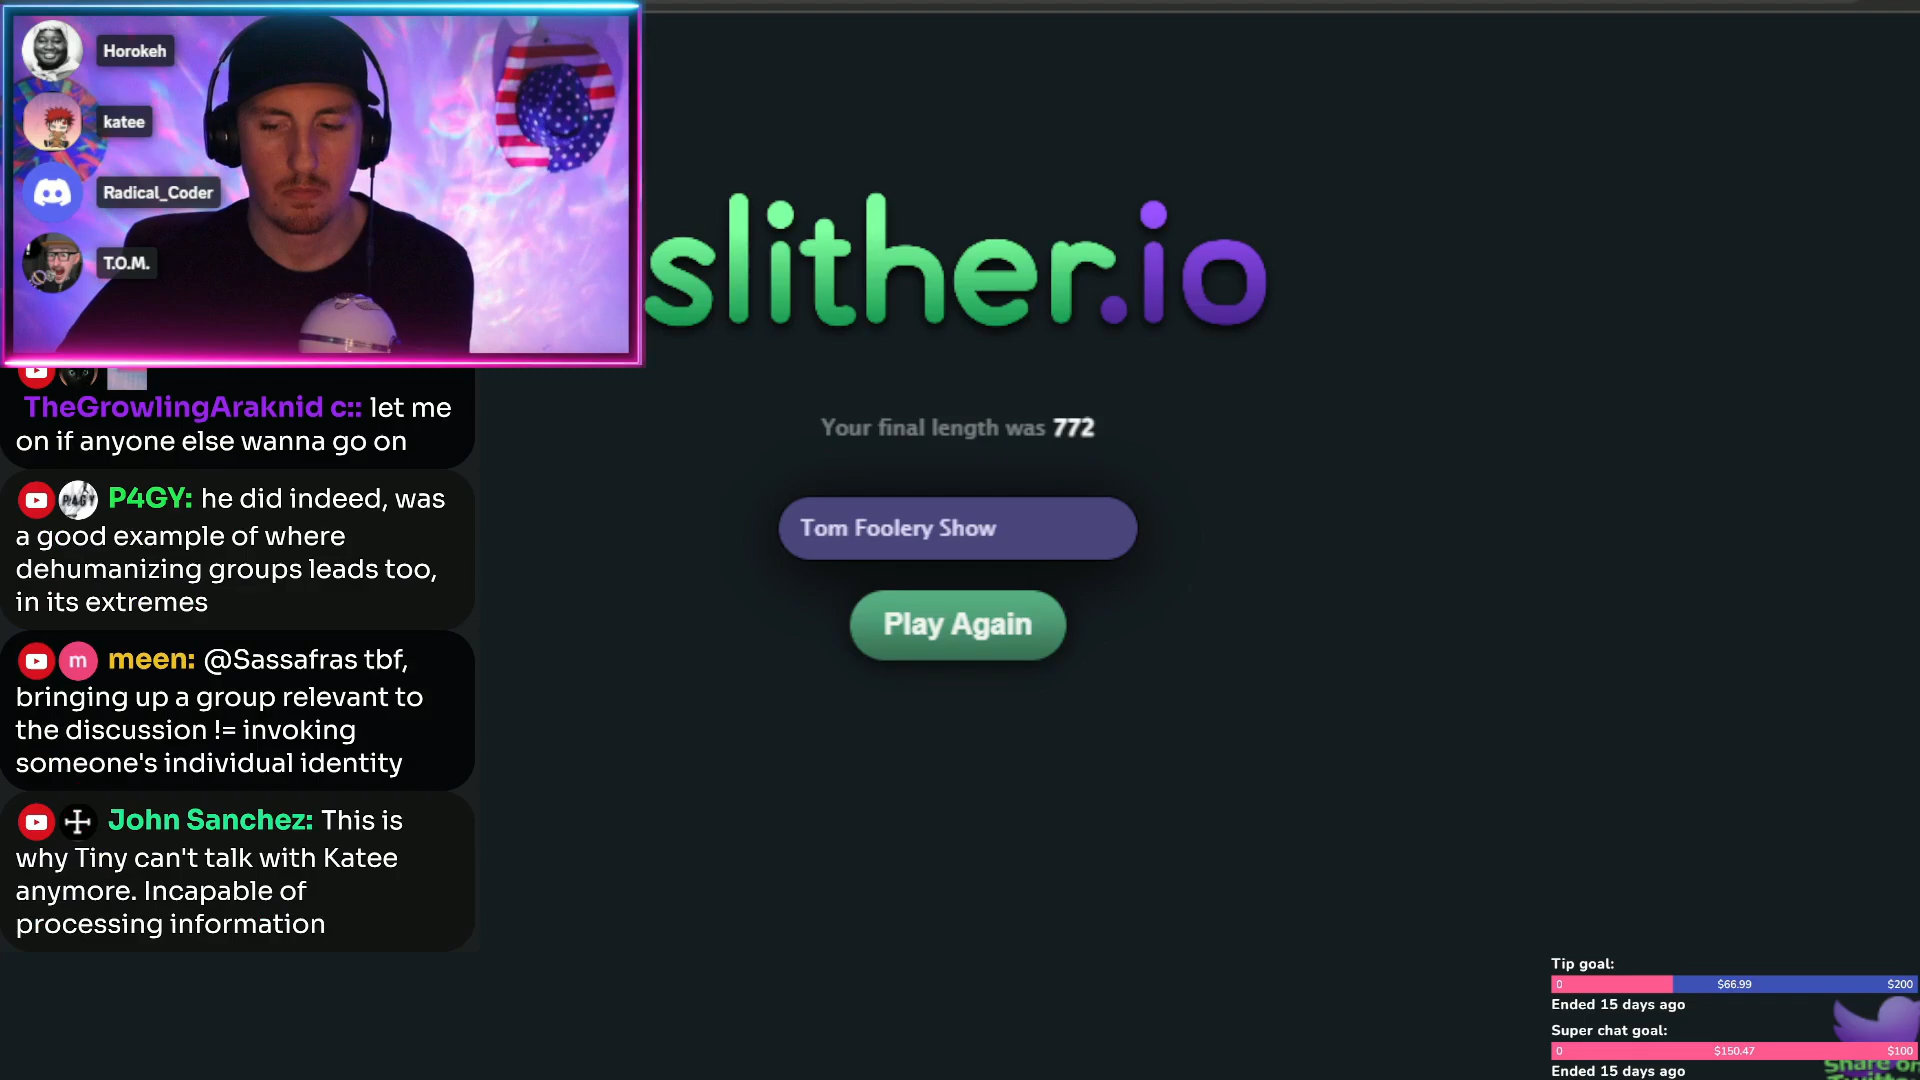 Horokeh
katee
Radical_Coder
T.O.M.
slither.io
Your final length was 772
Tom Foolery Show
Play Again
TheGrowlingAraknid c:: let me
on if anyone else wanna go on
P4GY: he did indeed, was
a good example of where
dehumanizing groups leads too,
in its extremes
meen: @Sassafras tbf,
bringing up a group relevant to
the discussion != invoking
someone's individual identity
John Sanchez: This is
why Tiny can't talk with Katee
anymore. Incapable of
processing information
Tip goal:
0 $66.99 $200
Ended 15 days ago
Super chat goal:
0 $150.47 $100
Ended 15 days ago
Share on